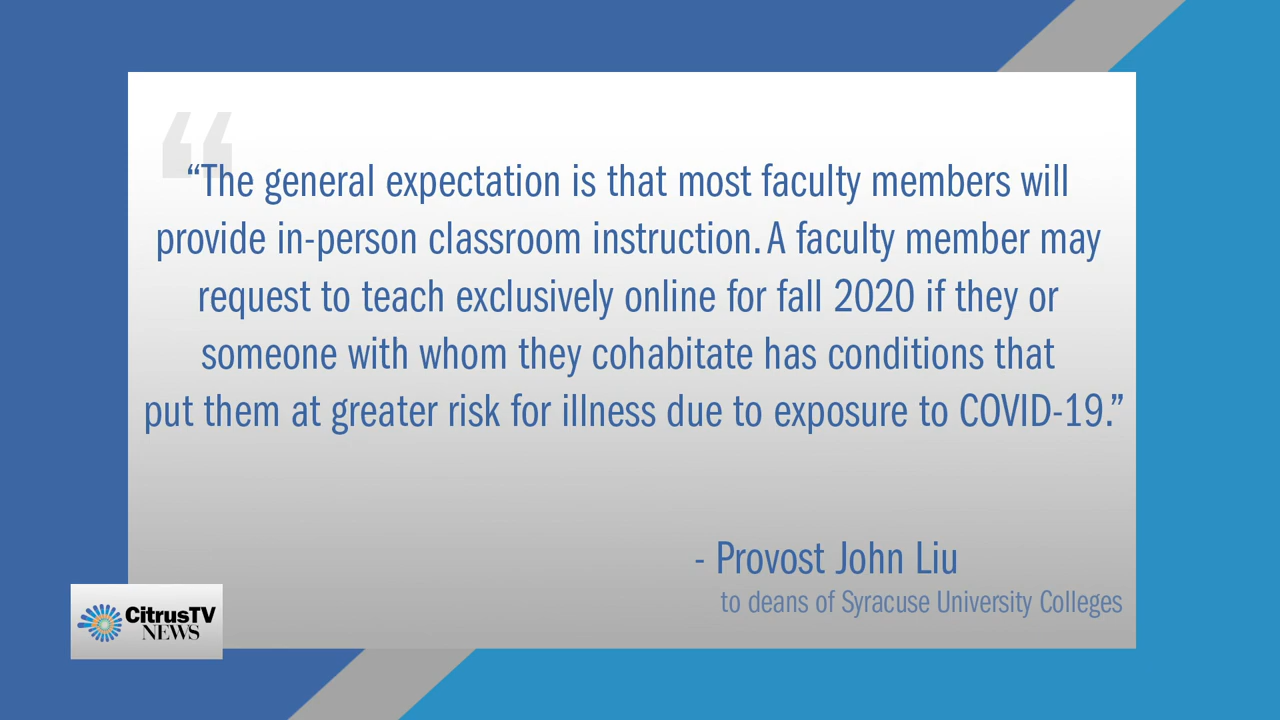 “The general expectation is that most faculty members will
provide in-person classroom instruction. A faculty member may
request to teach exclusively online for fall 2020 if they or
someone with whom they cohabitate has conditions that
put them at greater risk for illness due to exposure to COVID-19.”
- Provost John Liu
to deans of Syracuse University Colleges
CitrusTV
NEWS